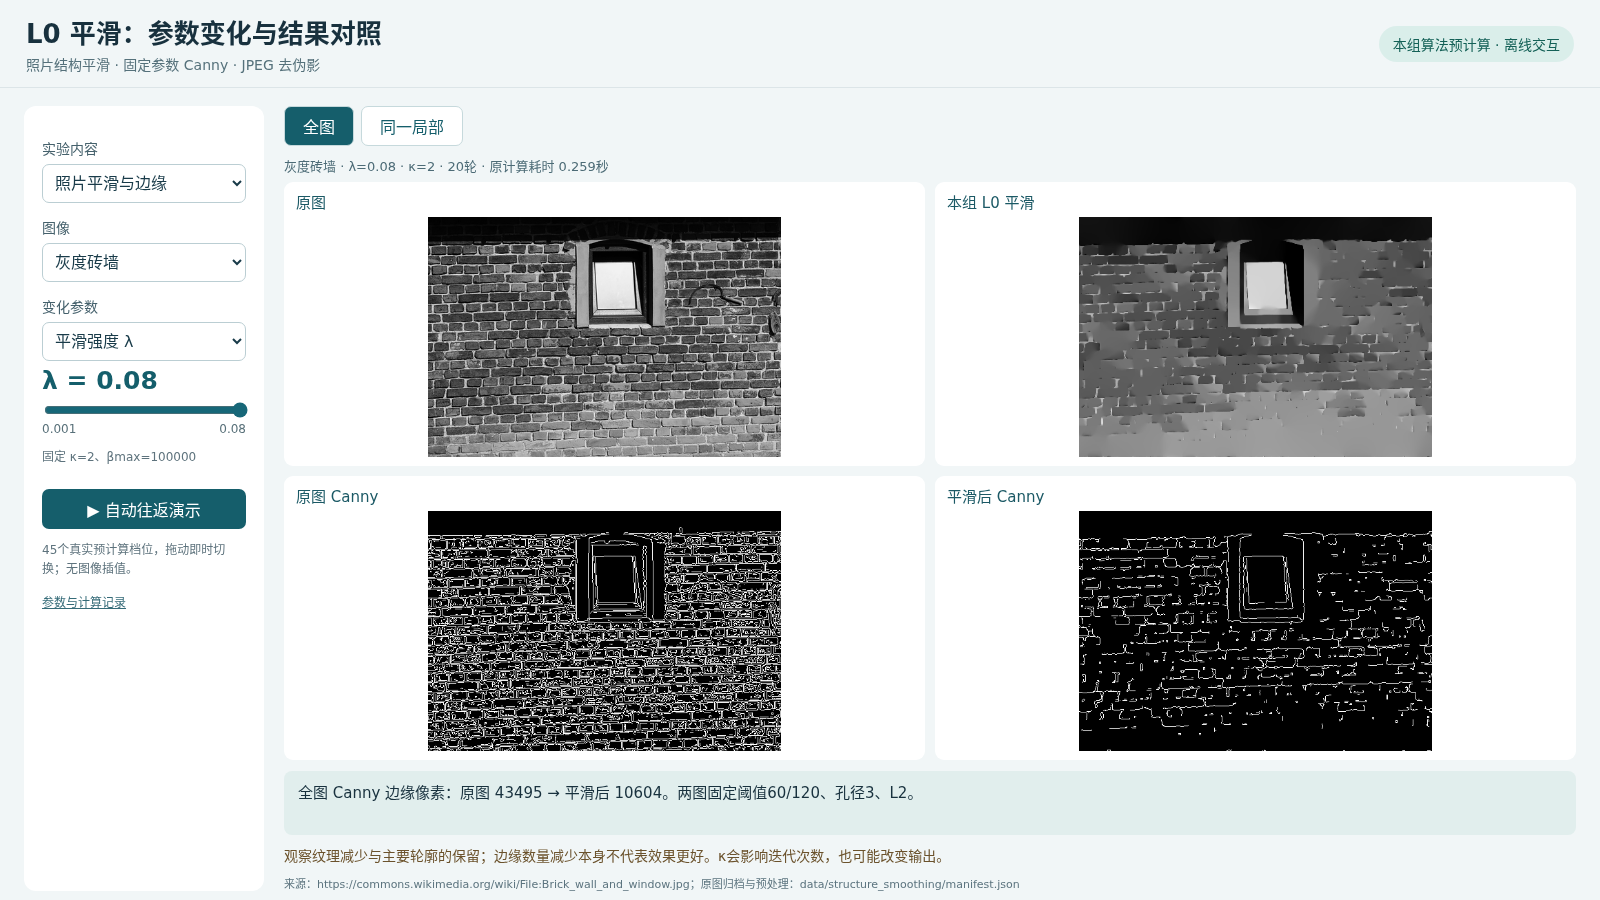 L0 平滑：参数变化与结果对照
照片结构平滑 · 固定参数 Canny · JPEG 去伪影
本组算法预计算 · 离线交互
实验内容
照片平滑与边缘
图像
灰度砖墙
变化参数
平滑强度 λ
λ = 0.08
0.001
0.08
固定 κ=2、βmax=100000
▶ 自动往返演示
45个真实预计算档位，拖动即时切
换；无图像插值。
参数与计算记录
全图
同一局部
灰度砖墙 · λ=0.08 · κ=2 · 20轮 · 原计算耗时 0.259秒
原图
本组 L0 平滑
原图 Canny
平滑后 Canny
全图 Canny 边缘像素：原图 43495 → 平滑后 10604。两图固定阈值60/120、孔径3、L2。
观察纹理减少与主要轮廓的保留；边缘数量减少本身不代表效果更好。κ会影响迭代次数，也可能改变输出。
来源：https://commons.wikimedia.org/wiki/File:Brick_wall_and_window.jpg；原图归档与预处理：data/structure_smoothing/manifest.json